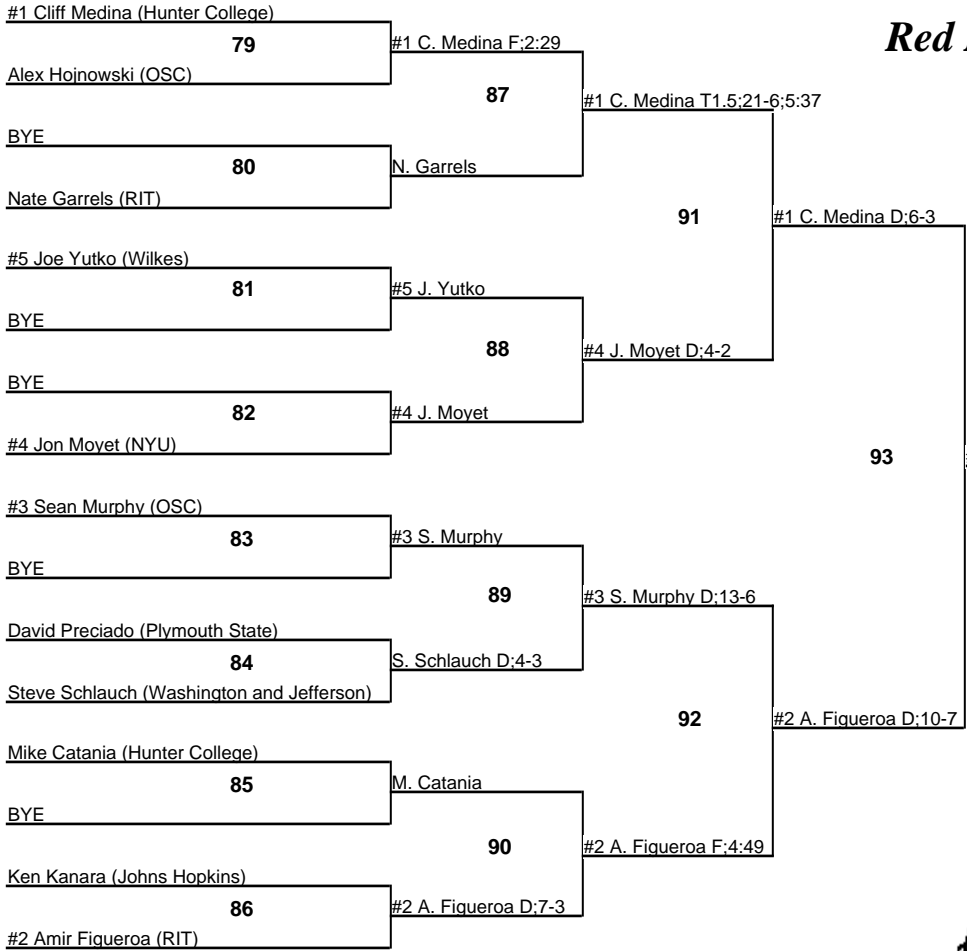 #1 Cliff Medina (Hunter College)
Red
79
#1 C. Medina F;2:29
Alex Hojnowski (OSC)
87
#1 C. Medina T1.5;21-6;5:37
BYE
80
N. Garrels
Nate Garrels (RIT)
91
#1 C. Medina D;6-3
#5 Joe Yutko (Wilkes)
81
#5 J. Yutko
BYE
88
#4 J. Moyet D;4-2
BYE
82
#4 J. Moyet
#4 Jon Moyet (NYU)
93
#3 Sean Murphy (OSC)
83
#3 S. Murphy
BYE
89
#3 S. Murphy D;13-6
David Preciado (Plymouth State)
84
S. Schlauch D;4-3
Steve Schlauch (Washington and Jefferson)
92
#2 A. Figueroa D;10-7
Mike Catania (Hunter College)
85
M. Catania
BYE
90
#2 A. Figueroa F;4:49
Ken Kanara (Johns Hopkins)
86
#2 A. Figueroa D;7-3
#2 Amir Figueroa (RIT)